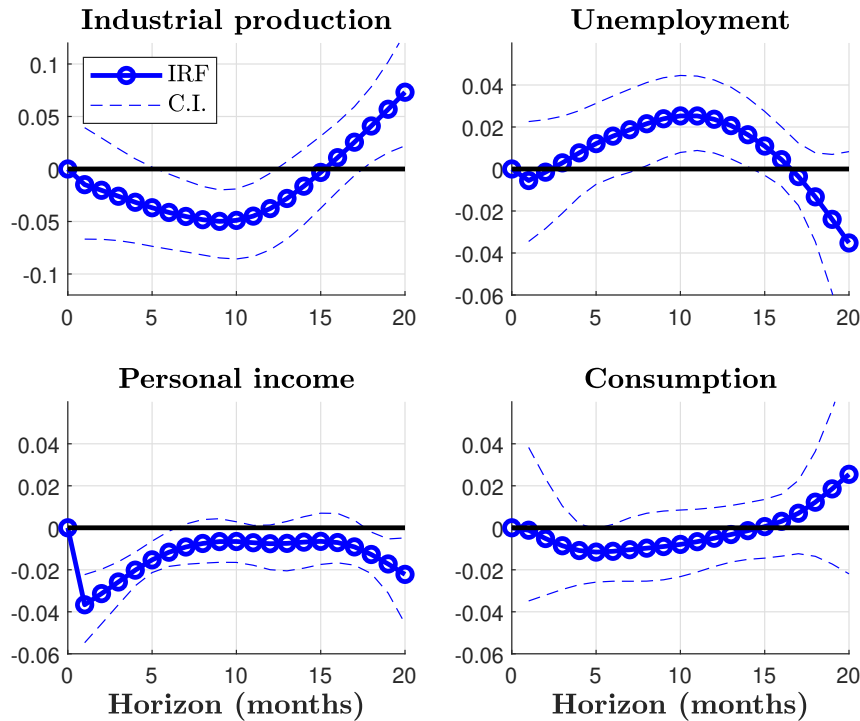 Industrial production
IRF
C.I.
0.1
0.05
0
-0.05
-0.1
0 5 10 15 20
Unemployment
0.04
0.02
0
-0.02
-0.04
-0.06
0 5 10 15 20
Personal income
0.04
0.02
0
-0.02
-0.04
-0.06
0 5 10 15 20
Horizon (months)
Consumption
0.04
0.02
0
-0.02
-0.04
-0.06
0 5 10 15 20
Horizon (months)